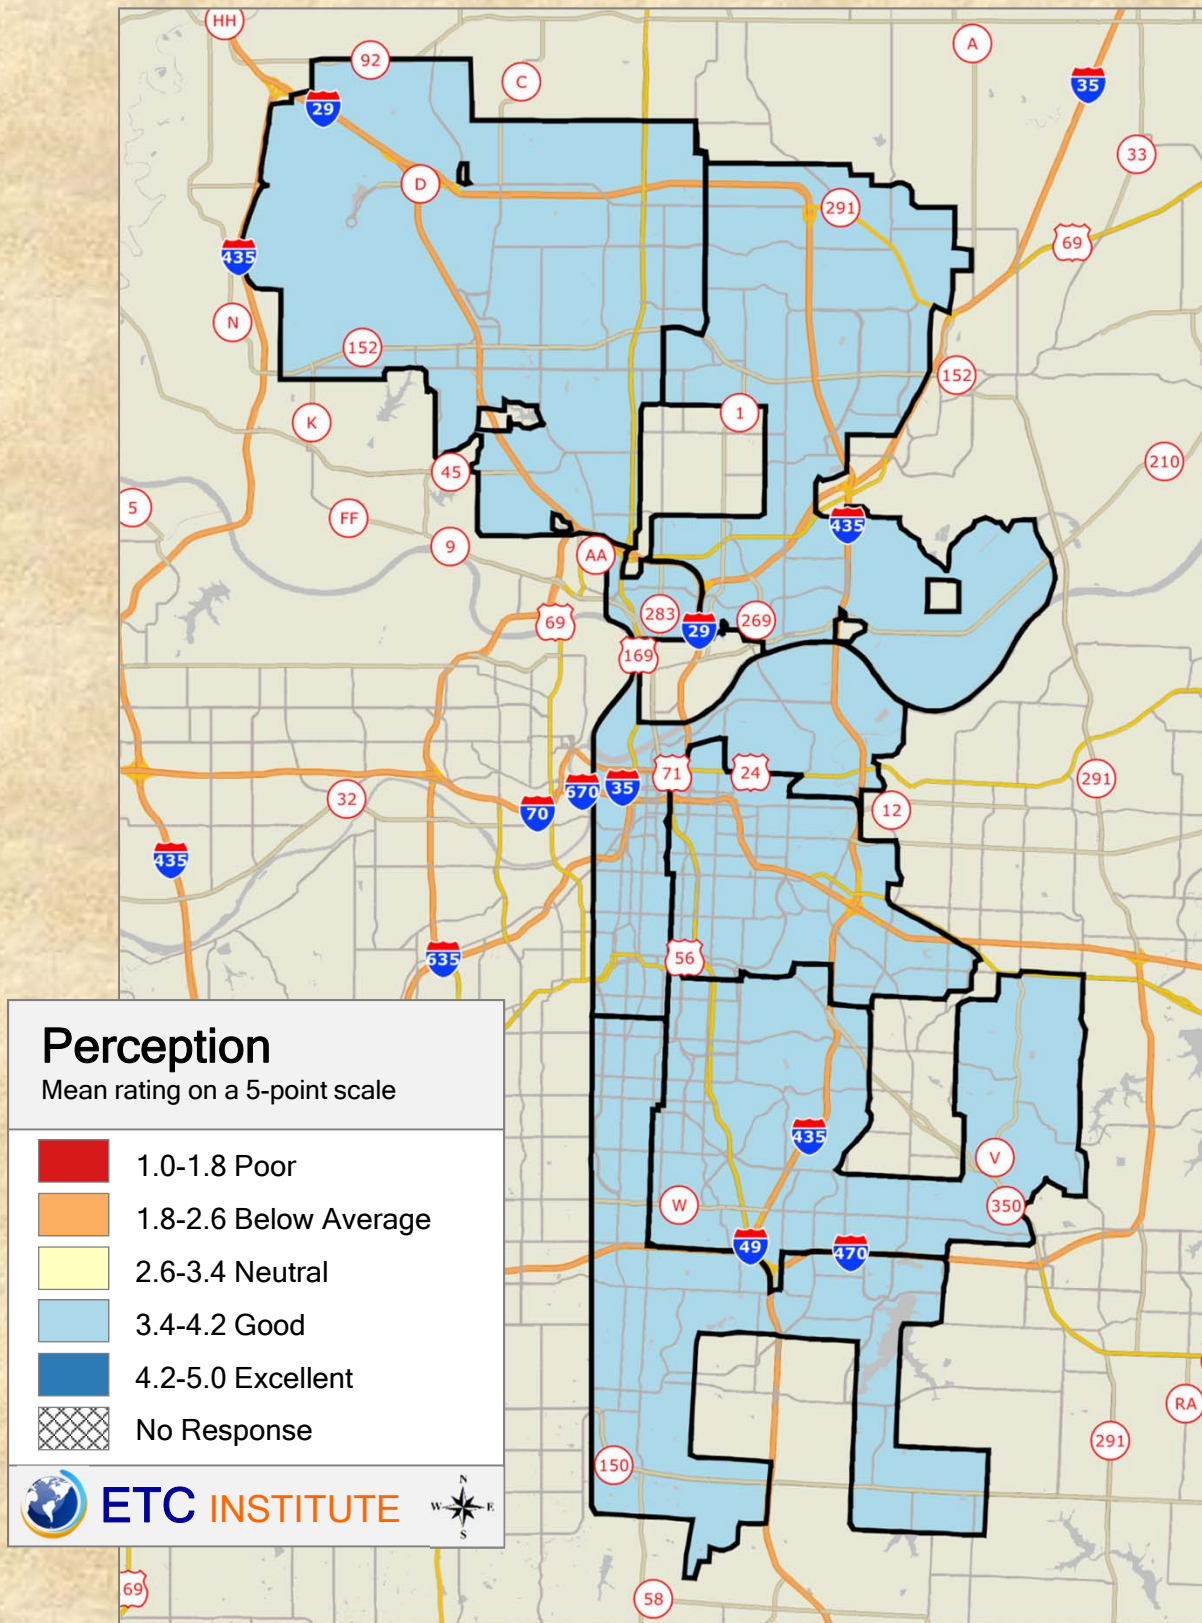 HH
92
C
A
35
29
33
D
291
69
435
N
152
152
1
K
45
210
5
FF
435
9
AA
283
29
269
69
169
71
24
670
35
291
32
70
12
435
56
635
Perception
Mean rating on a 5-point scale
435
1.0-1.8 Poor
V
W
350
1.8-2.6 Below Average
49
470
2.6-3.4 Neutral
3.4-4.2 Good
4.2-5.0 Excellent
RA
No Response
291
150
N
W E
S
ETC INSTITUTE
69
58